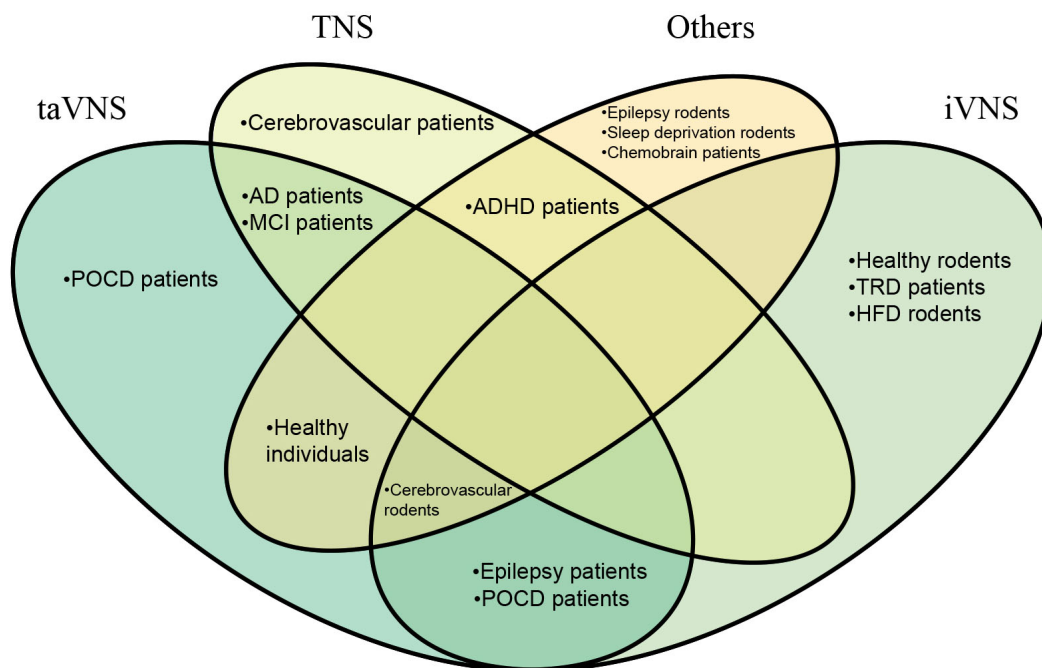 TNS
Others
taVNS
iVNS
•Cerebrovascular patients
•Epilepsy rodents
•Sleep deprivation rodents
•Chemobrain patients
•AD patients
•MCI patients
•ADHD patients
•POCD patients
•Healthy rodents
•TRD patients
•HFD rodents
•Healthy
individuals
•Cerebrovascular
rodents
•Epilepsy patients
•POCD patients